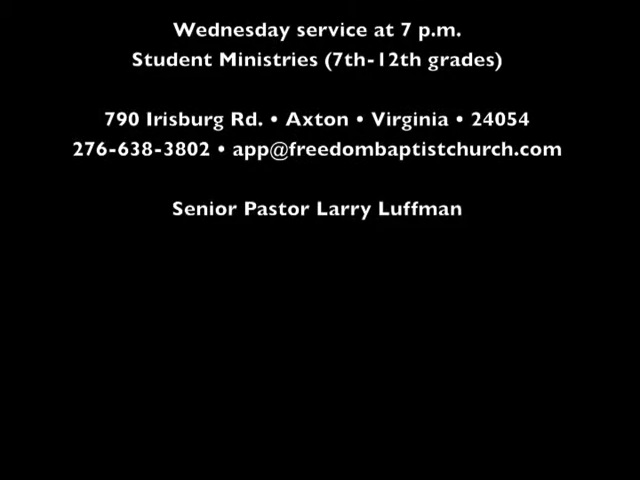 Wednesday service at 7 p.m.
Student Ministries (7th-12th grades)
790 Irisburg Rd. • Axton • Virginia • 24054
276-638-3802 • app@freedombaptistchurch.com
Senior Pastor Larry Luffman